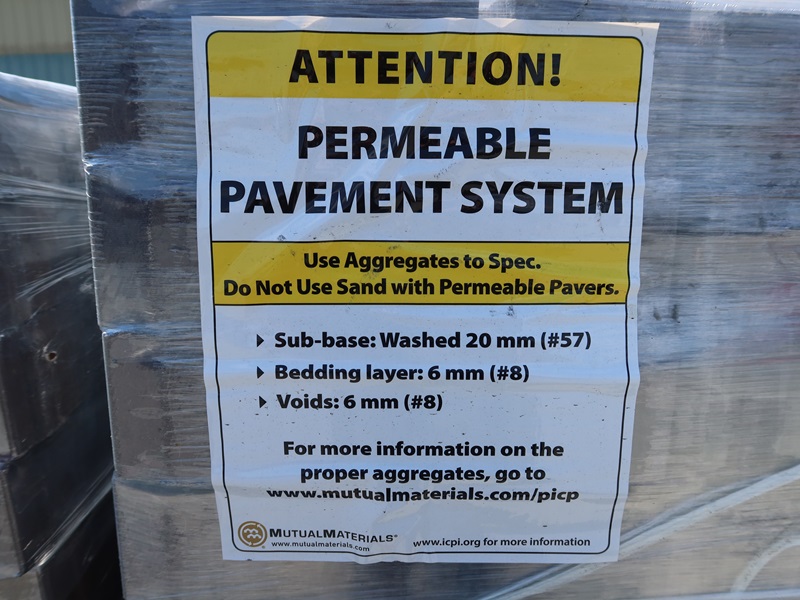 ATTENTION!
PERMEABLE
PAVEMENT SYSTEM
Use Aggregates to Spec.
Do Not Use Sand with Permeable Pavers.
Sub-base: Washed 20 mm (#57)
Bedding layer: 6 mm (#8)
Voids: 6 mm (#8)
For more information on the
proper aggregates, go to
www.mutualmaterials.com/picp
MUTUALMATERIALS®
www.mutualmaterials.com
www.icpi.org for more information